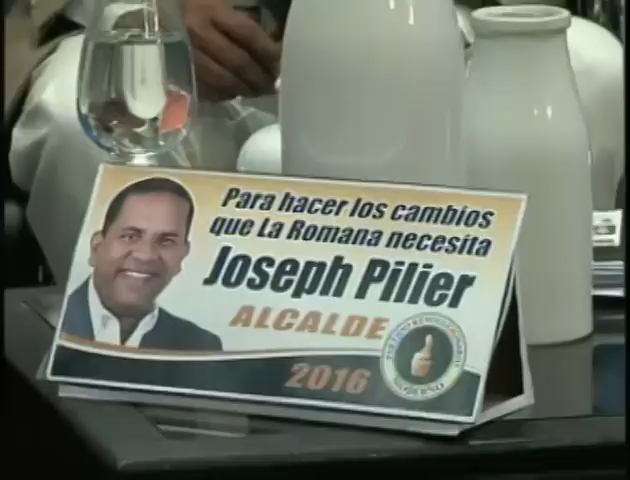 Para hacer los cambios
que La Romana necesita
Joseph Pilier
ALCALDE
2016